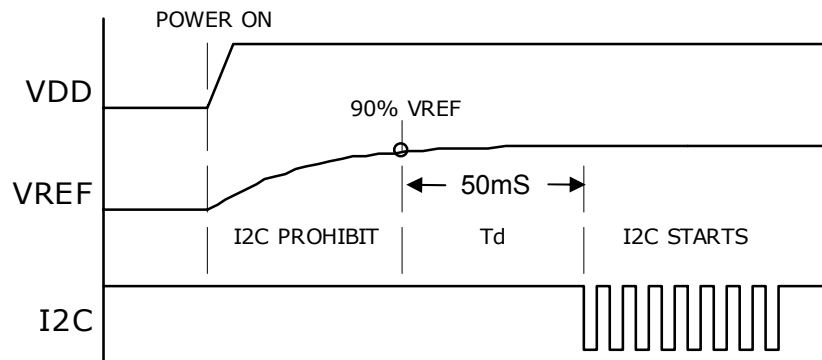 POWER ON
VDD
90% VREF
VREF
50mS
I2C PROHIBIT
Td
I2C STARTS
I2C